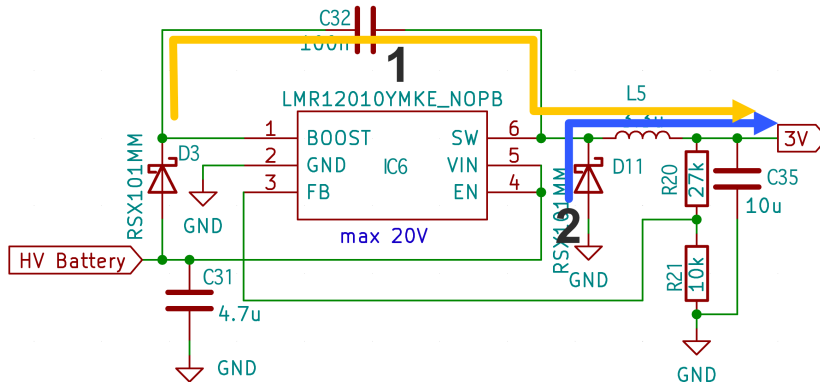 C32
100n
1
L5
LMR12010YMKE_NOPB
1
BOOST
SW
6
3V
RSX101MM
D3
2
GND
IC6
VIN
5
D11
R20
27k
C35
10u
3
FB
EN
4
GND
max 20V
2
RSX101MM
HV Battery
C31
4.7u
GND
R21
10k
GND
GND